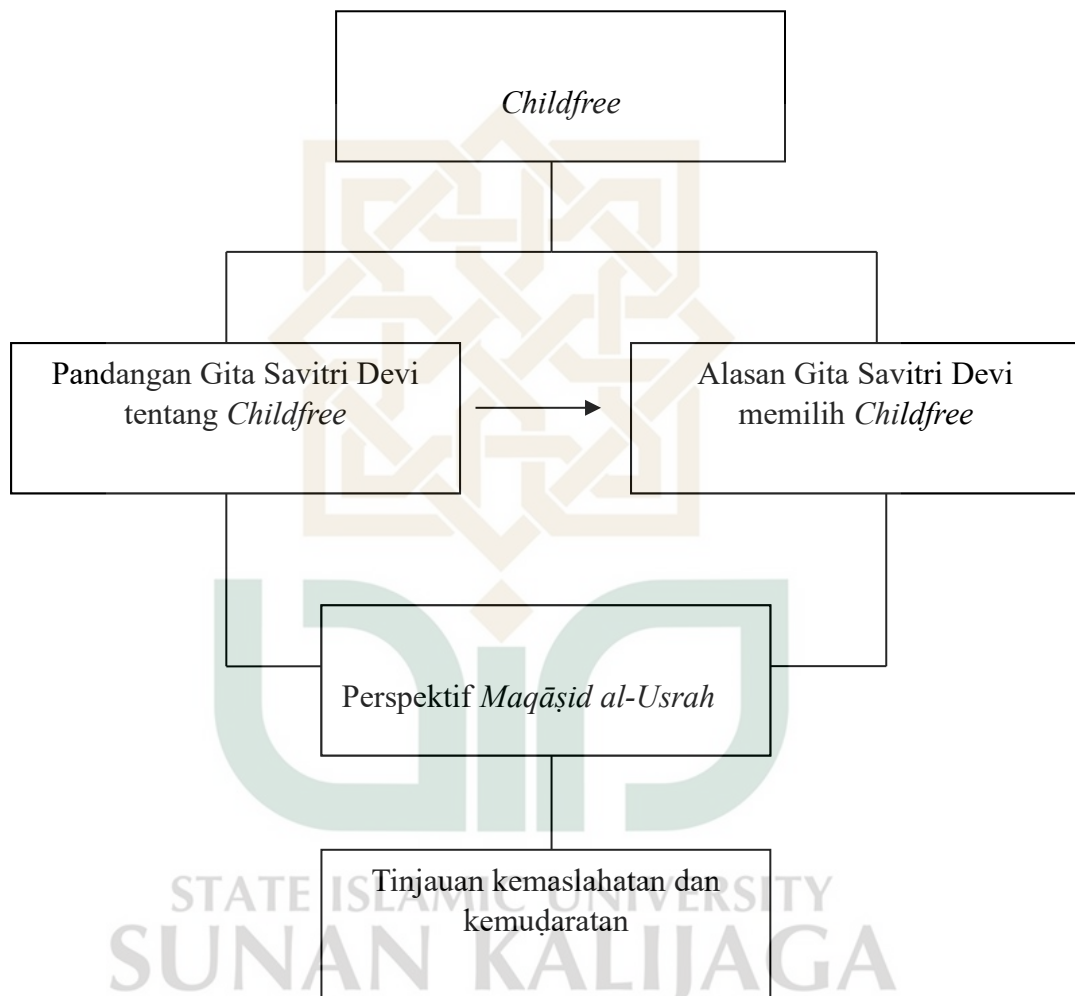 Childfree
Pandangan Gita Savitri Devi
tentang Childfree
Alasan Gita Savitri Devi
memilih Childfree
Perspektif Maqāṣid al-Usrah
Tinjauan kemaslahatan dan
kemuḍaratan
STATE ISLAMIC UNIVERSITY
SUNAN KALIJAGA